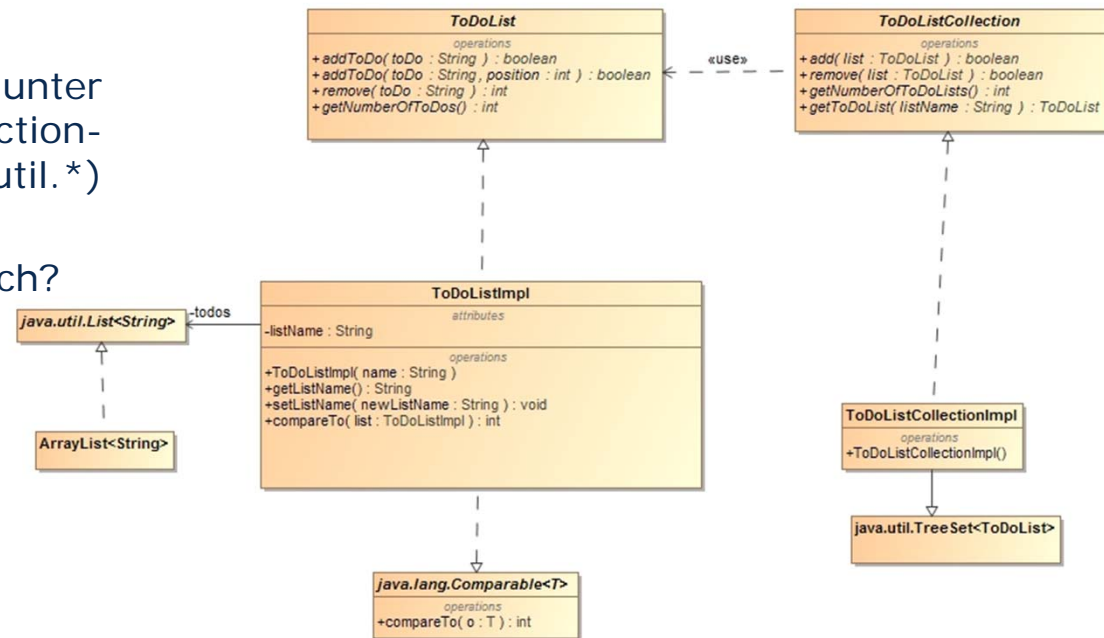 unter
ction-
util.*)
ch?
ToDoList
operations
+addToDo( toDo : String ) : boolean
+addToDo( toDo : String, position : int ) : boolean
+remove( toDo : String ) : int
+getNumberOfToDos() : int
«use»
ToDoListCollection
operations
+add( list : ToDoList ) : boolean
+remove( list : ToDoList ) : boolean
+getNumberOfToDoLists() : int
+getToDoList( listName : String ) : ToDoList
java.util.List<String>
-todos
ArrayList<String>
ToDoListImpl
attributes
-listName : String
operations
+ToDoListImpl( name : String )
+getListName() : String
+setListName( newListName : String ) : void
+compareTo( list : ToDoListImpl ) : int
ToDoListCollectionImpl
operations
+ToDoListCollectionImpl()
java.util.TreeSet<ToDoList>
java.lang.Comparable<T>
operations
+compareTo( o : T ) : int